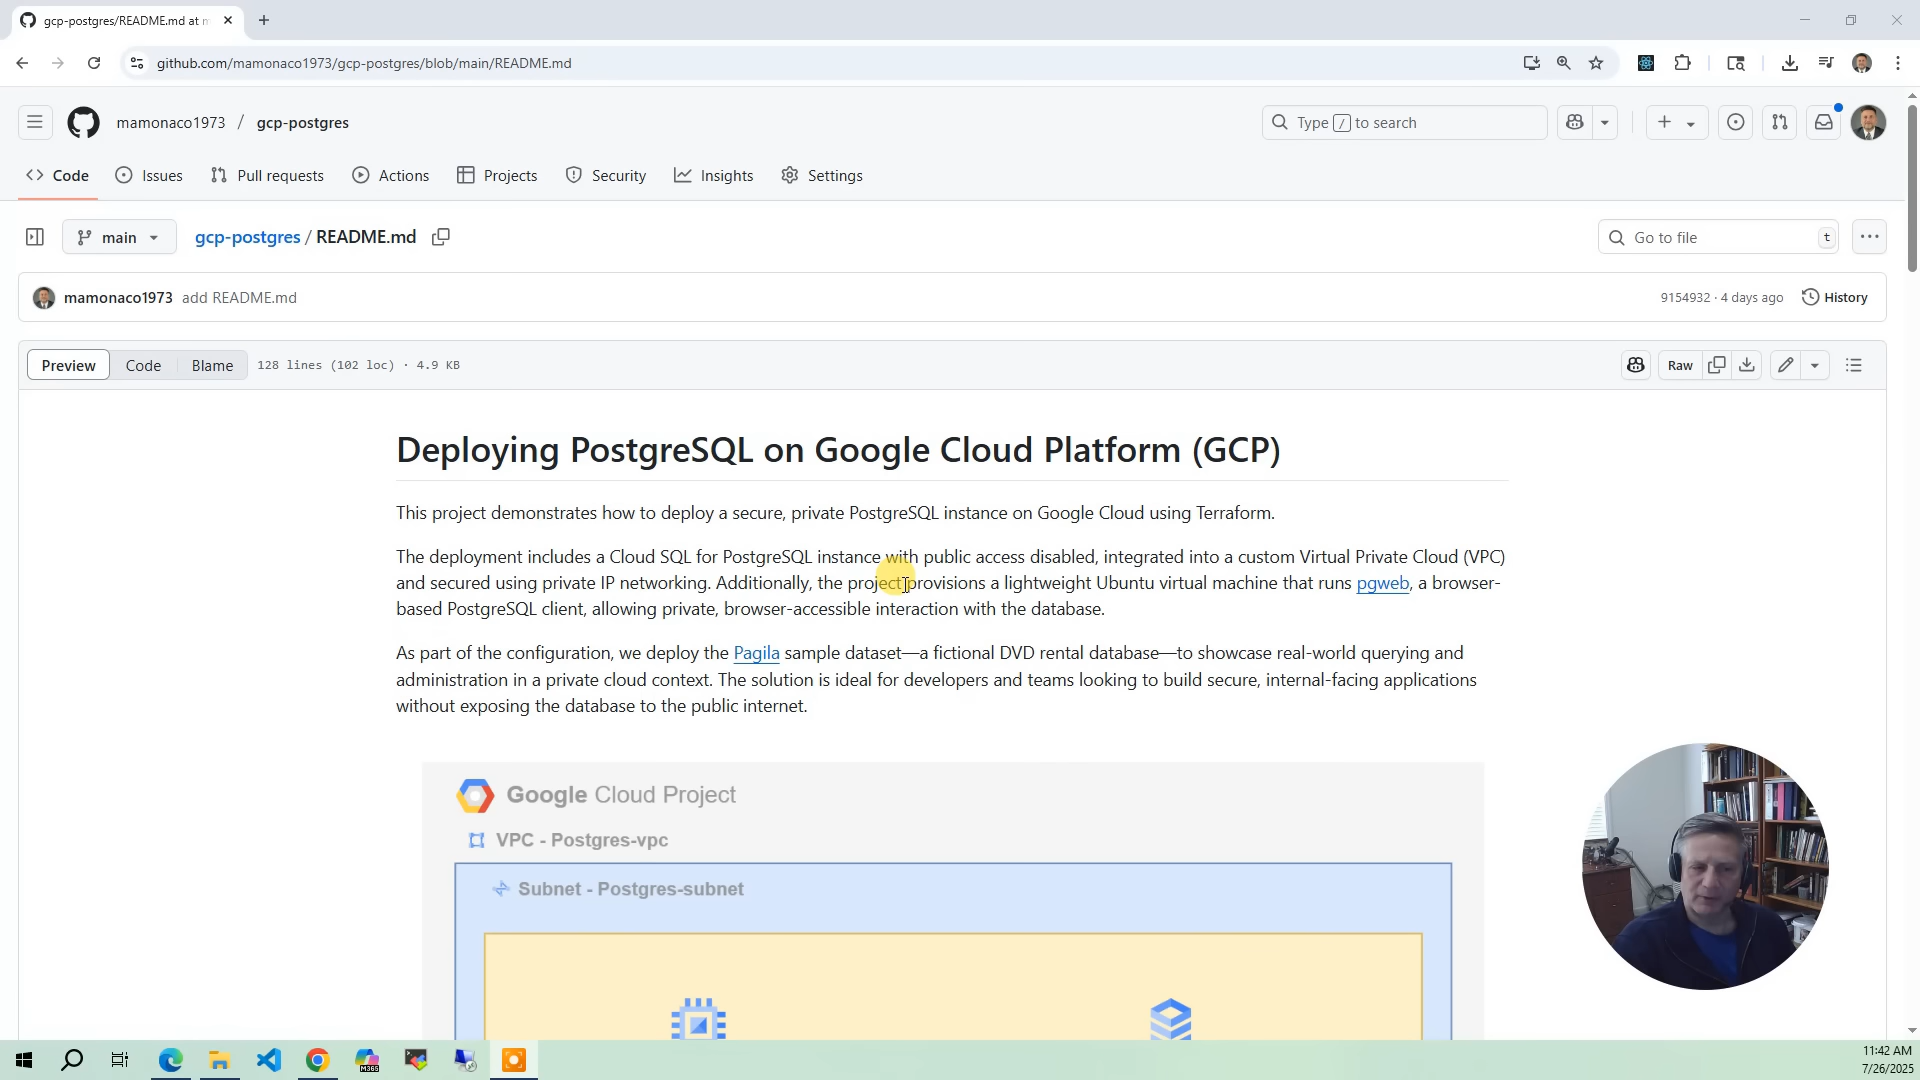 gcp-postgres/README.md at m
github.com/mamonaco1973/gcp-postgres/blob/main/README.md
mamonaco1973 / gcp-postgres
Type / to search
Code
Issues
Pull requests
Actions
Projects
Security
Insights
Settings
main
gcp-postgres / README.md
Go to file
t
mamonaco1973 add README.md
9154932 · 4 days ago
History
Preview
Code
Blame
128 lines (102 loc) · 4.9 KB
Raw
Deploying PostgreSQL on Google Cloud Platform (GCP)
This project demonstrates how to deploy a secure, private PostgreSQL instance on Google Cloud using Terraform.
The deployment includes a Cloud SQL for PostgreSQL instance with public access disabled, integrated into a custom Virtual Private Cloud (VPC)
and secured using private IP networking. Additionally, the project provisions a lightweight Ubuntu virtual machine that runs pgweb, a browser-
based PostgreSQL client, allowing private, browser-accessible interaction with the database.
As part of the configuration, we deploy the Pagila sample dataset—a fictional DVD rental database—to showcase real-world querying and
administration in a private cloud context. The solution is ideal for developers and teams looking to build secure, internal-facing applications
without exposing the database to the public internet.
Google Cloud Project
VPC - Postgres-vpc
Subnet - Postgres-subnet
M365
11:42 AM
7/26/2025